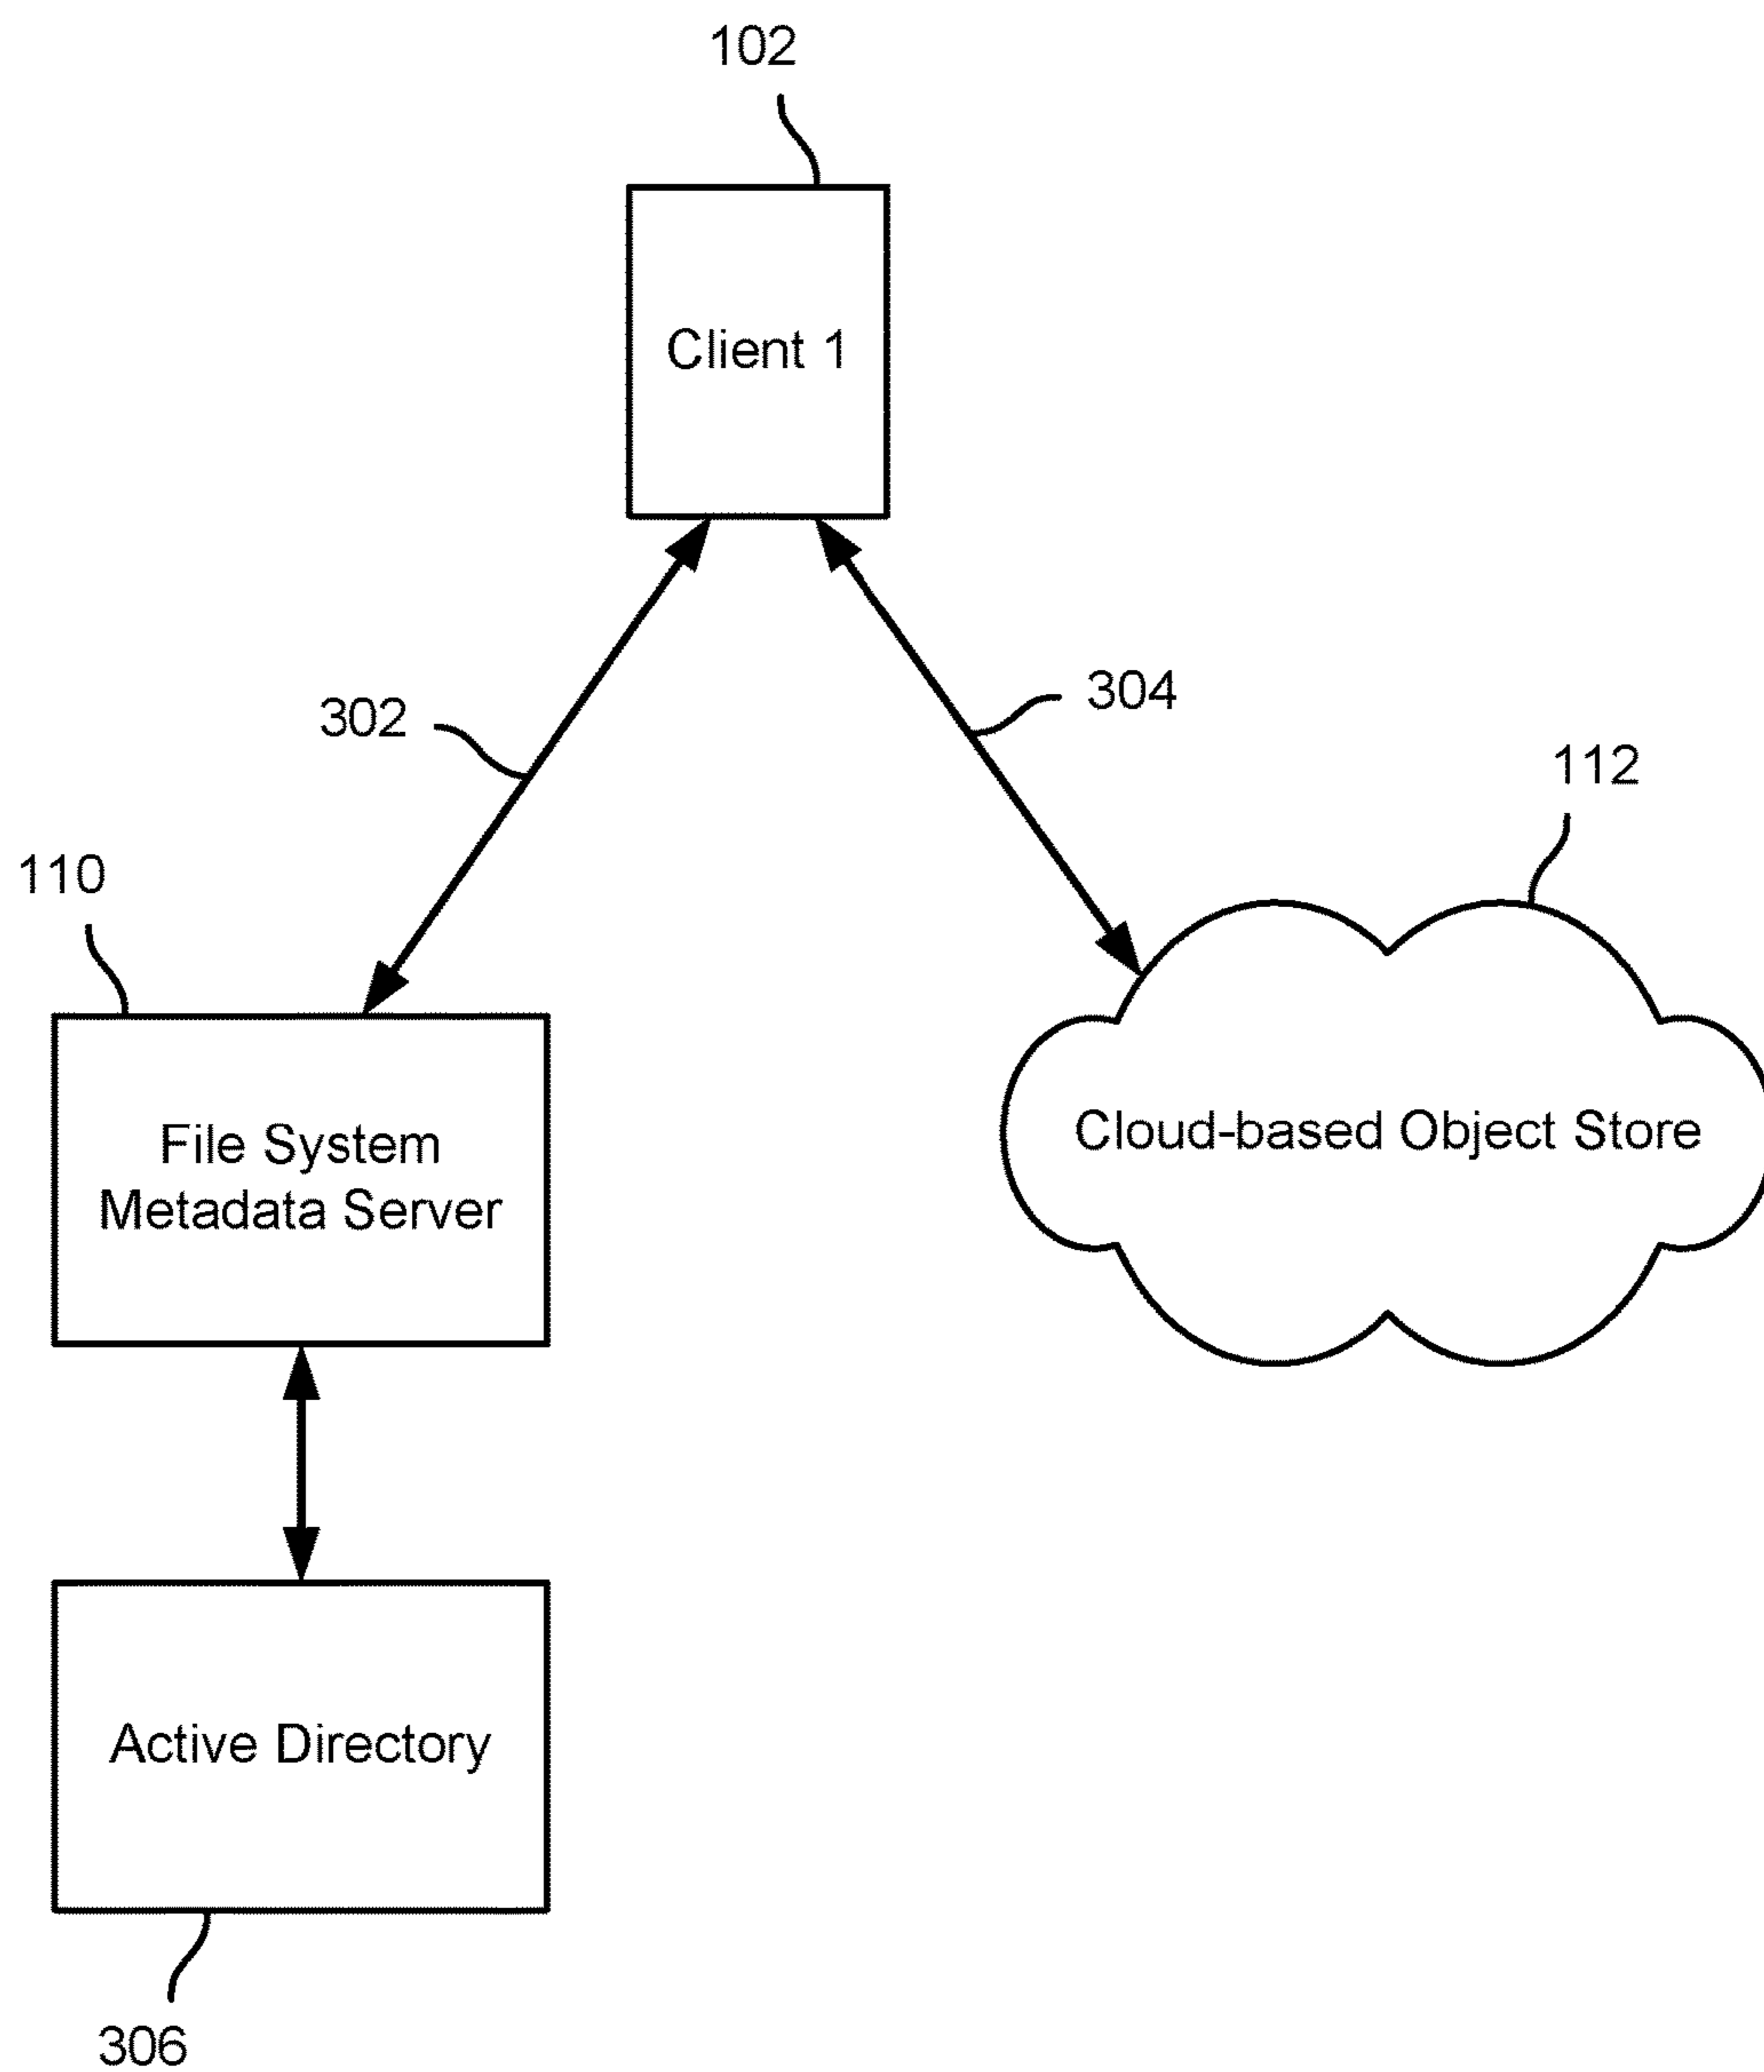 102
Client 1
302
304
112
110
File System
Metadata Server
Cloud-based Object Store
Active Directory
306